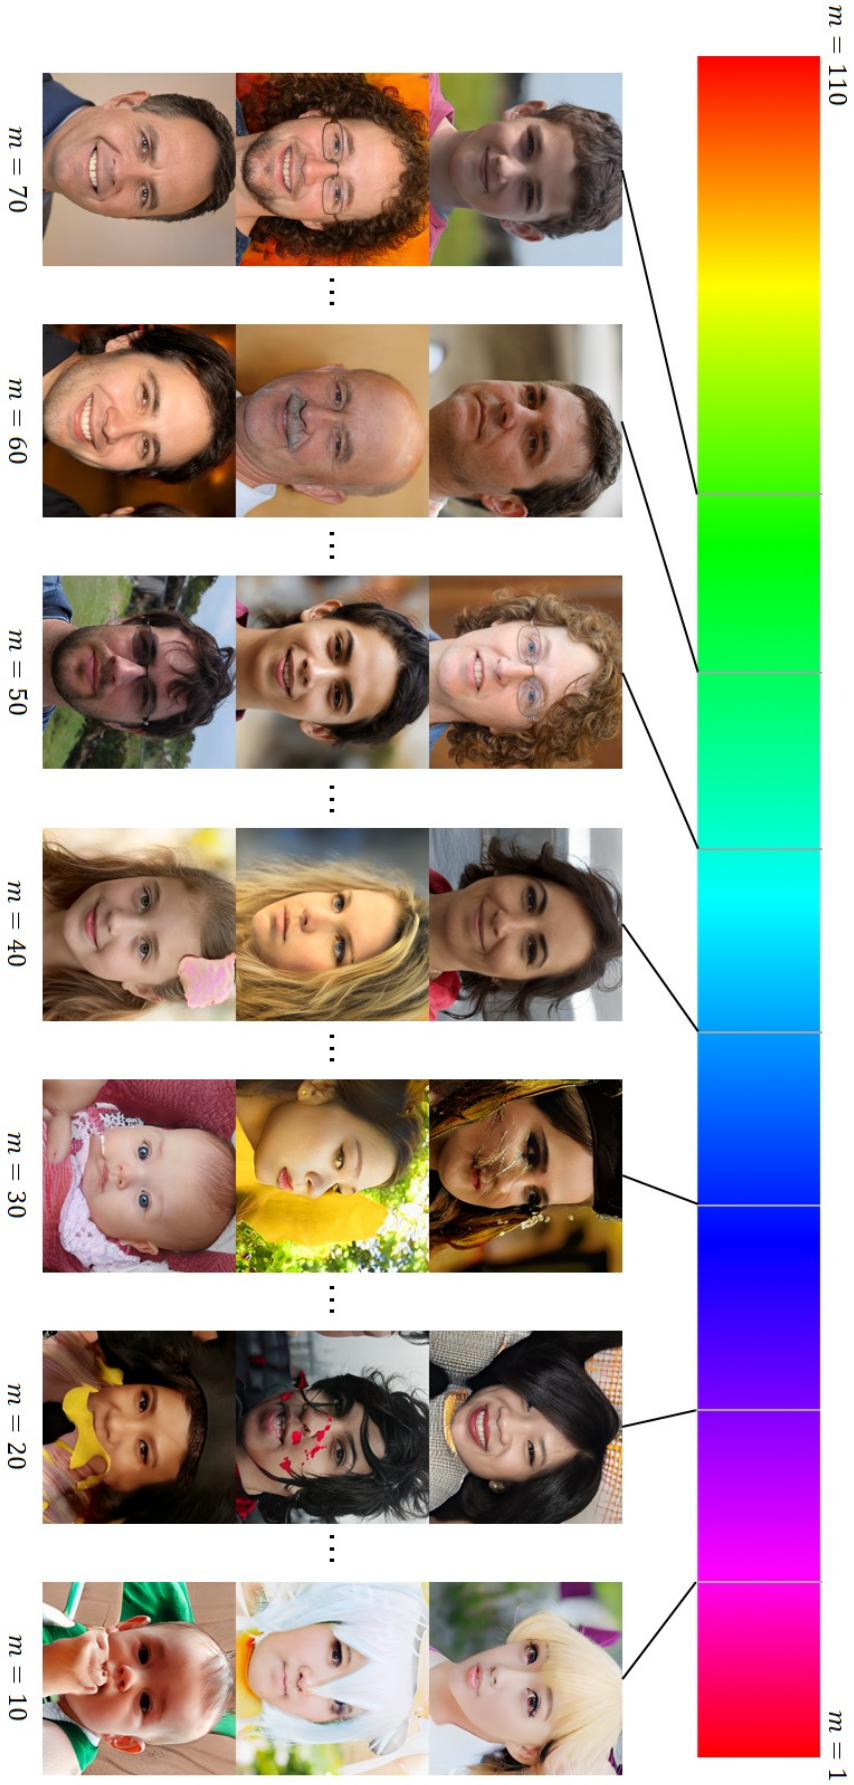 m = 110
m = 1
m = 70
m = 60
m = 50
m = 40
m = 30
m = 20
m = 10